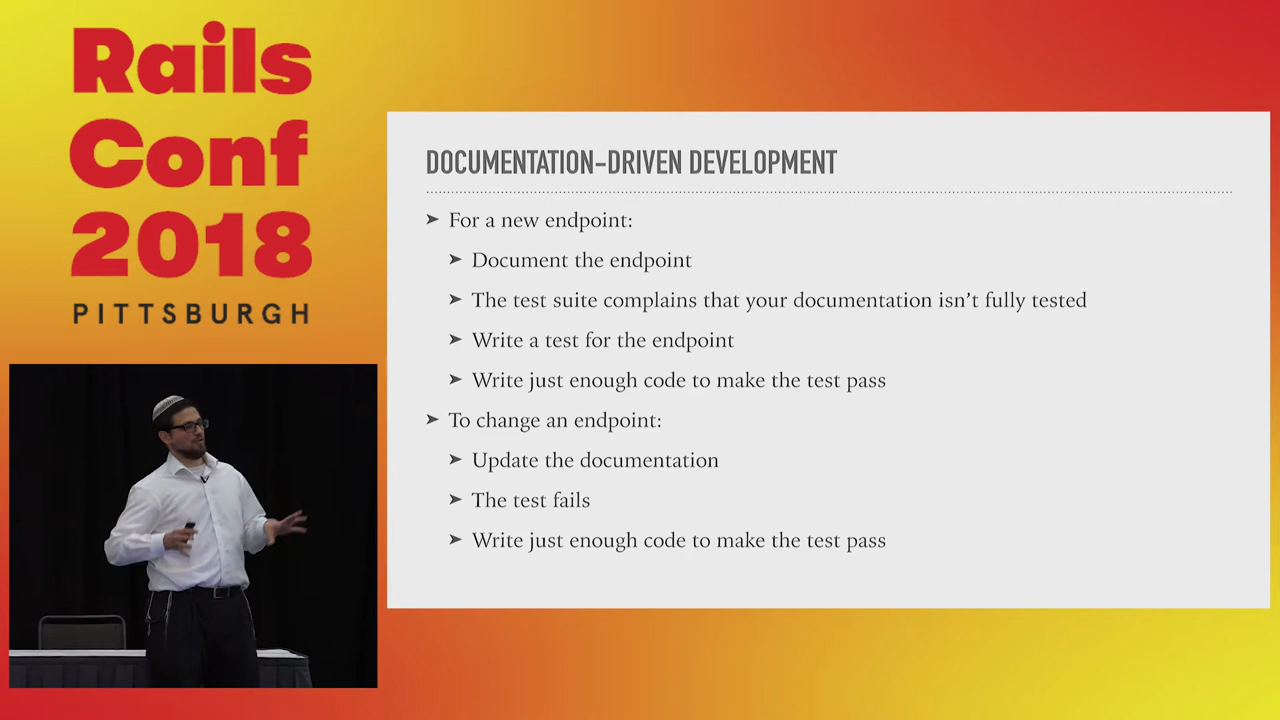 Rails
Conf
2018
PITTSBURGH
DOCUMENTATION-DRIVEN DEVELOPMENT
➤ For a new endpoint:
➤ Document the endpoint
➤ The test suite complains that your documentation isn’t fully tested
➤ Write a test for the endpoint
➤ Write just enough code to make the test pass
➤ To change an endpoint:
➤ Update the documentation
➤ The test fails
➤ Write just enough code to make the test pass